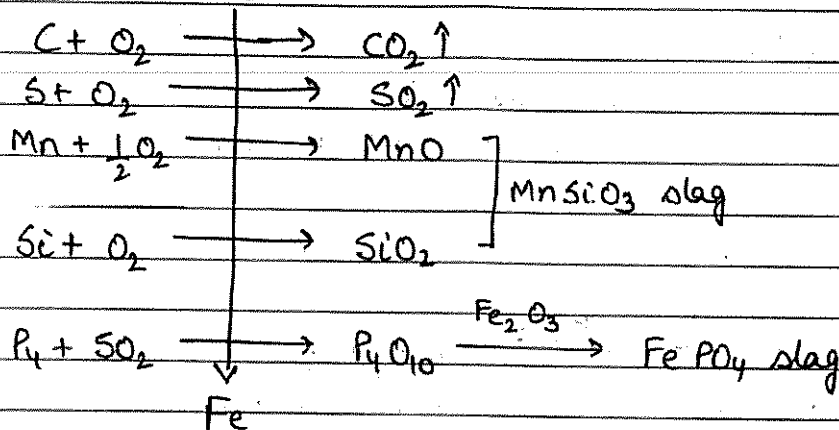 C + O₂ ⟶ CO₂ ↑
S + O₂ ⟶ SO₂ ↑
Mn + ½ O₂ ⟶ MnO
MnSiO₃ slag
Si + O₂ ⟶ SiO₂
Fe₂O₃
P₄ + 5O₂ ⟶ P₄O₁₀ ⟶ FePO₄ slag
Fe